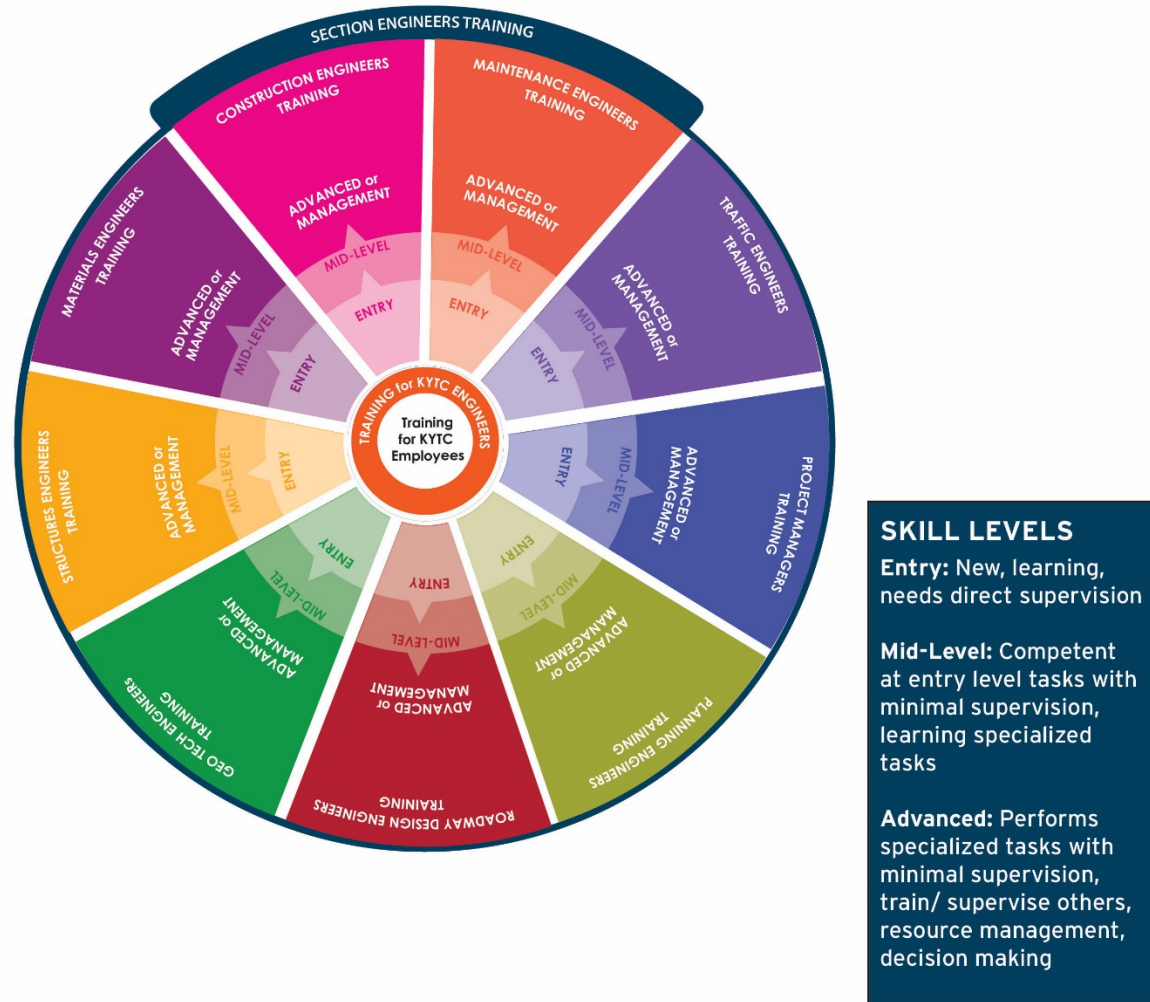 SECTION ENGINEERS TRAINING
CONSTRUCTION ENGINEERS
TRAINING
ADVANCED or
MANAGEMENT
MID-LEVEL
ENTRY
MAINTENANCE ENGINEERS
TRAINING
ADVANCED or
MANAGEMENT
MID-LEVEL
ENTRY
TRAFFIC ENGINEERS
TRAINING
ADVANCED or
MANAGEMENT
MID-LEVEL
ENTRY
PROJECT MANAGERS
TRAINING
ADVANCED or
MANAGEMENT
MID-LEVEL
ENTRY
PLANNING ENGINEERS
TRAINING
ADVANCED or
MANAGEMENT
MID-LEVEL
ENTRY
ROADWAY DESIGN ENGINEERS
TRAINING
ADVANCED or
MANAGEMENT
MID-LEVEL
ENTRY
GEO TECH ENGINEERs
TRAINING
ADVANCED or
MANAGEMENT
MID-LEVEL
ENTRY
STRUCTURES ENGINEERS
TRAINING
ADVANCED or
MANAGEMENT
MID-LEVEL
ENTRY
MATERIALS ENGINEERS
TRAINING
ADVANCED or
MANAGEMENT
MID-LEVEL
ENTRY
TRAINING for KYTC ENGINEERS
Training
for KYTC
Employees
SKILL LEVELS
Entry: New, learning,
needs direct supervision
Mid-Level: Competent
at entry level tasks with
minimal supervision,
learning specialized
tasks
Advanced: Performs
specialized tasks with
minimal supervision,
train/ supervise others,
resource management,
decision making